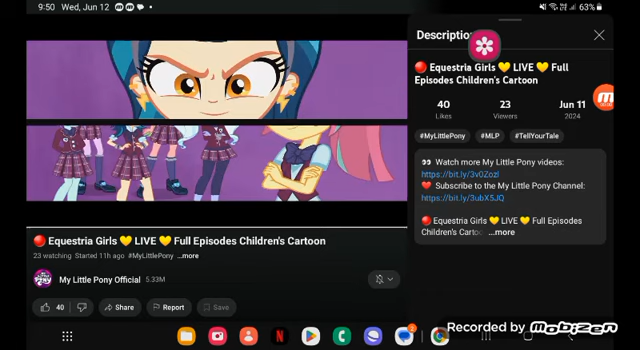 9:50 Wed, Jun 12
63%
Description
🔴 Equestria Girls 💛 LIVE 💛 Full
Episodes Children's Cartoon
40
Likes
23
Viewers
Jun 11
2024
#MyLittlePony
#MLP
#TellYourTale
👀 Watch more My Little Pony videos:
https://bit.ly/3v0Zozl
❤️ Subscribe to the My Little Pony Channel:
https://bit.ly/3ubX5JQ
🔴 Equestria Girls 💛 LIVE 💛 Full Episodes
Children's Cartoo ...more
🔴 Equestria Girls 💛 LIVE 💛 Full Episodes Children's Cartoon
23 watching Started 11h ago #MyLittlePony ...more
My Little Pony Official 5.33M
40
Share
Report
Save
2
Recorded by mobizen